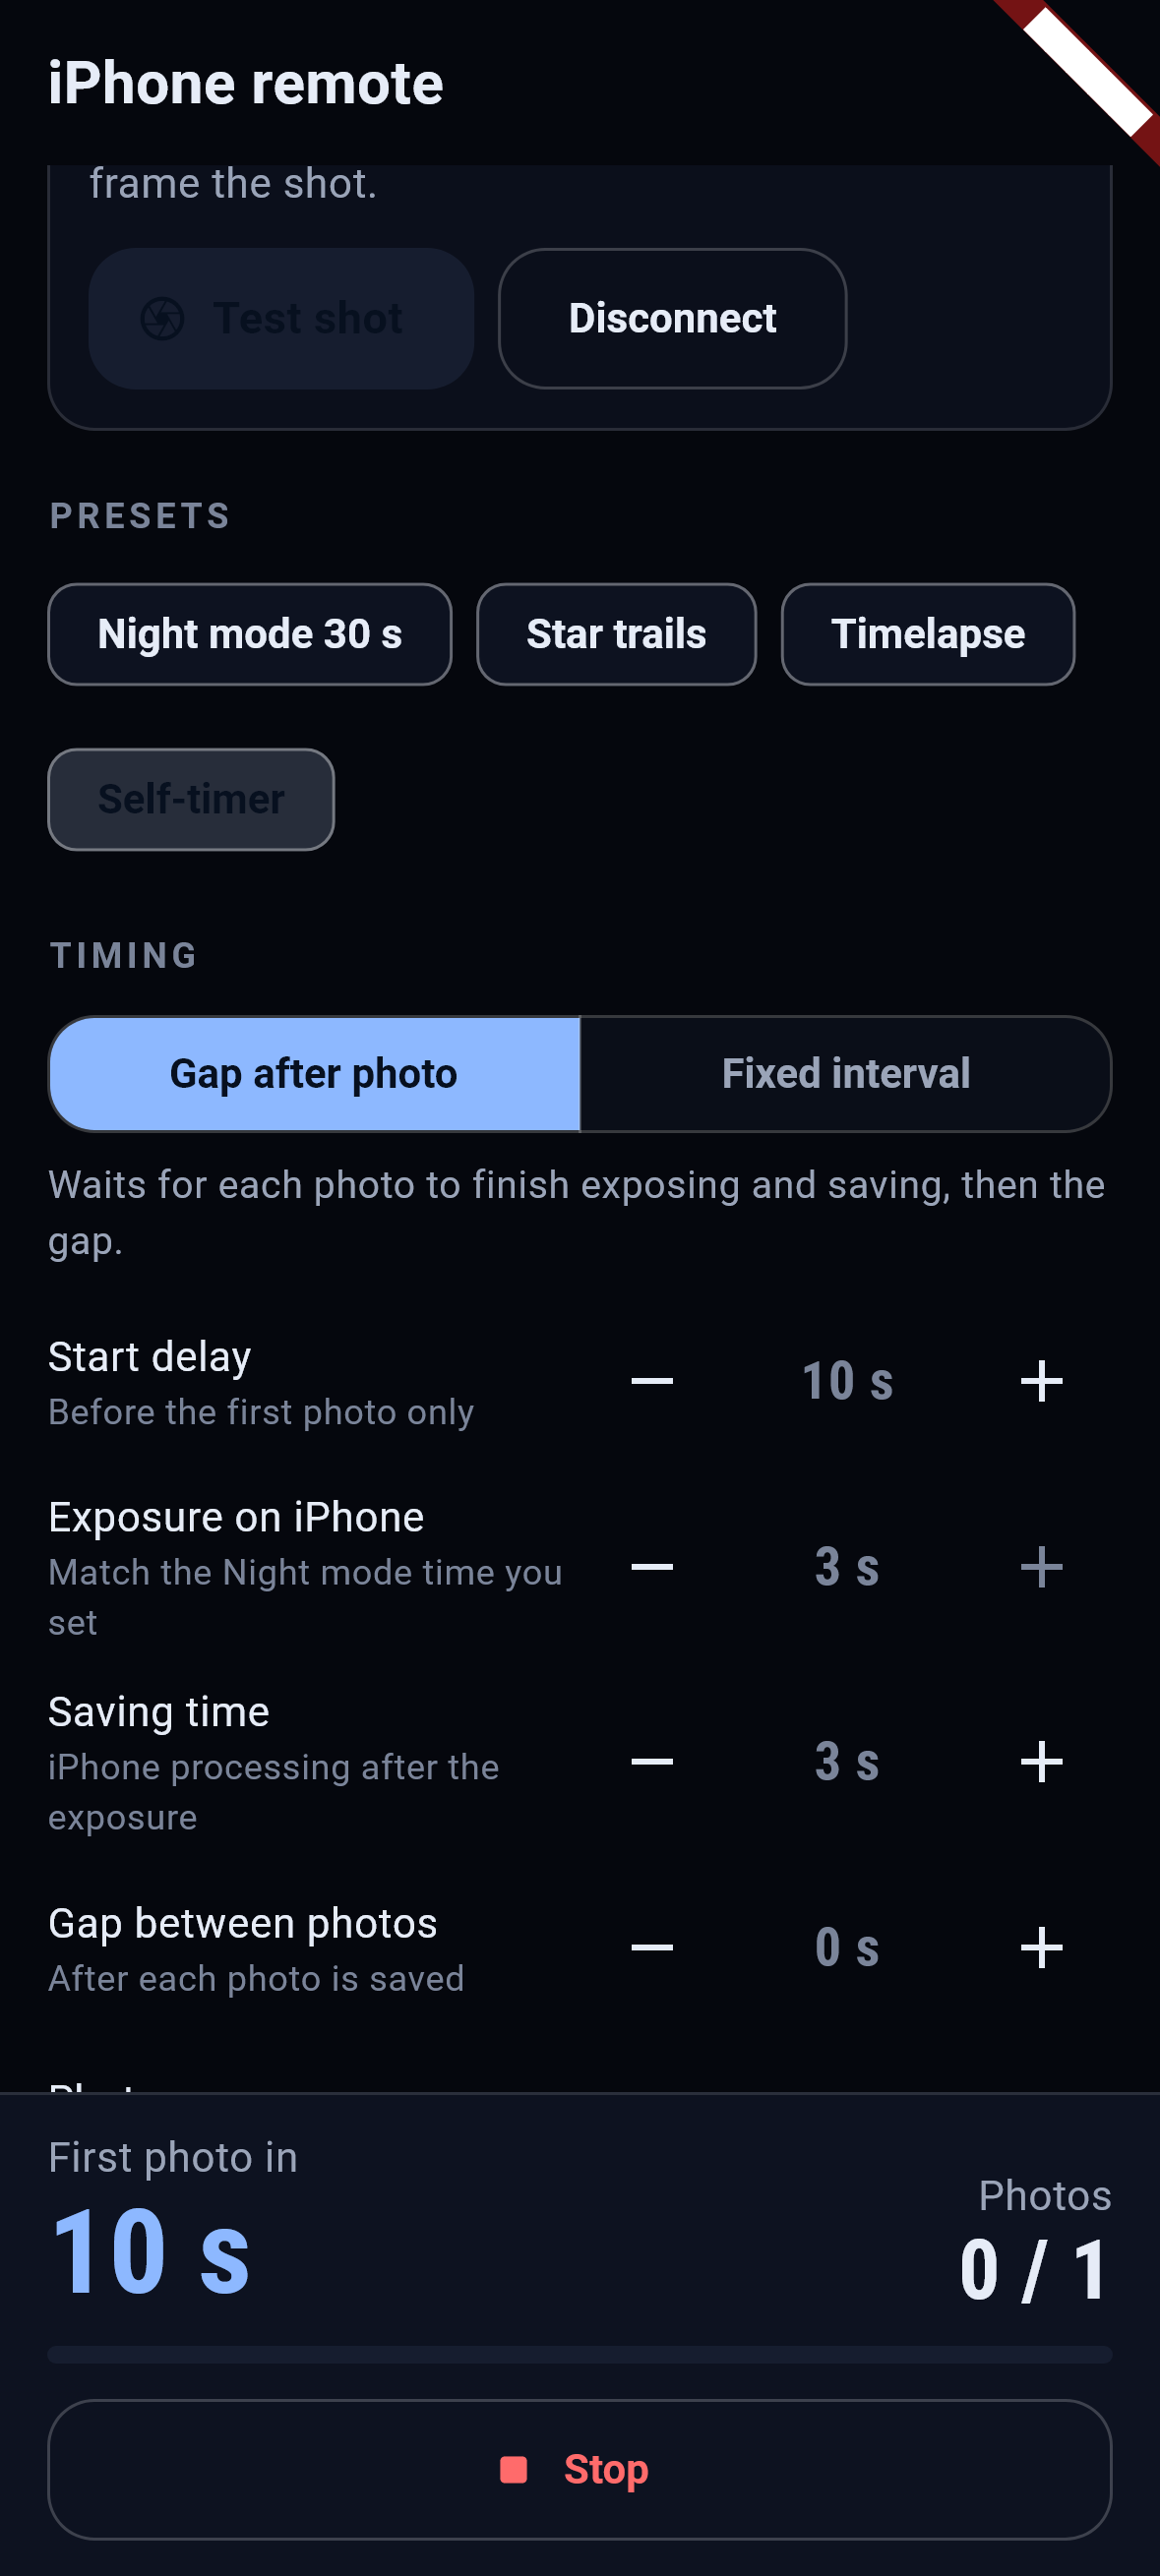 iPhone remote
frame the shot.
Test shot
Disconnect
PRESETS
Night mode 30 s
Star trails
Timelapse
Self-timer
TIMING
Gap after photo
Fixed interval
Waits for each photo to finish exposing and saving, then the
gap.
Start delay
Before the first photo only
10 s
Exposure on iPhone
Match the Night mode time you
set
3 s
Saving time
iPhone processing after the
exposure
3 s
Gap between photos
After each photo is saved
0 s
First photo in
10 s
Photos
0 / 1
Stop